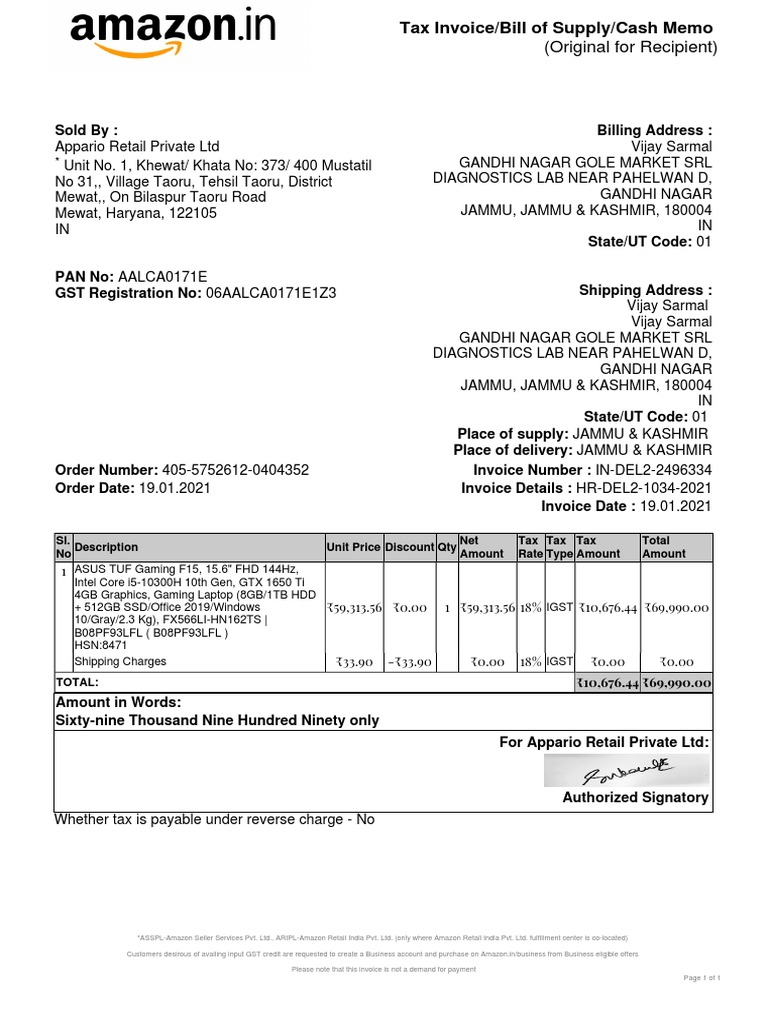 amazon.in
Tax Invoice/Bill of Supply/Cash Memo
(Original for Recipient)
Sold By :
Appario Retail Private Ltd
* Unit No. 1, Khewat/ Khata No: 373/ 400 Mustatil
No 31,, Village Taoru, Tehsil Taoru, District
Mewat,, On Bilaspur Taoru Road
Mewat, Haryana, 122105
IN
PAN No: AALCA0171E
GST Registration No: 06AALCA0171E1Z3
Billing Address :
Vijay Sarmal
GANDHI NAGAR GOLE MARKET SRL
DIAGNOSTICS LAB NEAR PAHELWAN D,
GANDHI NAGAR
JAMMU, JAMMU & KASHMIR, 180004
IN
State/UT Code: 01
Shipping Address :
Vijay Sarmal
Vijay Sarmal
GANDHI NAGAR GOLE MARKET SRL
DIAGNOSTICS LAB NEAR PAHELWAN D,
GANDHI NAGAR
JAMMU, JAMMU & KASHMIR, 180004
IN
State/UT Code: 01
Place of supply: JAMMU & KASHMIR
Place of delivery: JAMMU & KASHMIR
Order Number: 405-5752612-0404352
Order Date: 19.01.2021
Invoice Number : IN-DEL2-2496334
Invoice Details : HR-DEL2-1034-2021
Invoice Date : 19.01.2021
Sl. No Description Unit Price Discount Qty Net Amount Tax Rate Tax Type Tax Amount Total Amount
1 ASUS TUF Gaming F15, 15.6" FHD 144Hz,
Intel Core i5-10300H 10th Gen, GTX 1650 Ti
4GB Graphics, Gaming Laptop (8GB/1TB HDD
+ 512GB SSD/Office 2019/Windows
10/Gray/2.3 Kg), FX566LI-HN162TS |
B08PF93LFL ( B08PF93LFL )
HSN:8471
₹59,313.56 ₹0.00 1 ₹59,313.56 18% IGST ₹10,676.44 ₹69,990.00
Shipping Charges ₹33.90 -₹33.90 ₹0.00 18% IGST ₹0.00 ₹0.00
TOTAL: ₹10,676.44 ₹69,990.00
Amount in Words:
Sixty-nine Thousand Nine Hundred Ninety only
For Appario Retail Private Ltd:
Authorized Signatory
Whether tax is payable under reverse charge - No
*ASSPL-Amazon Seller Services Pvt. Ltd., ARIPL-Amazon Retail India Pvt. Ltd. (only where Amazon Retail India Pvt. Ltd. fulfillment center is co-located)
Customers desirous of availing input GST credit are requested to create a Business account and purchase on Amazon.in/business from Business eligible offers
Please note that this invoice is not a demand for payment
Page 1 of 1